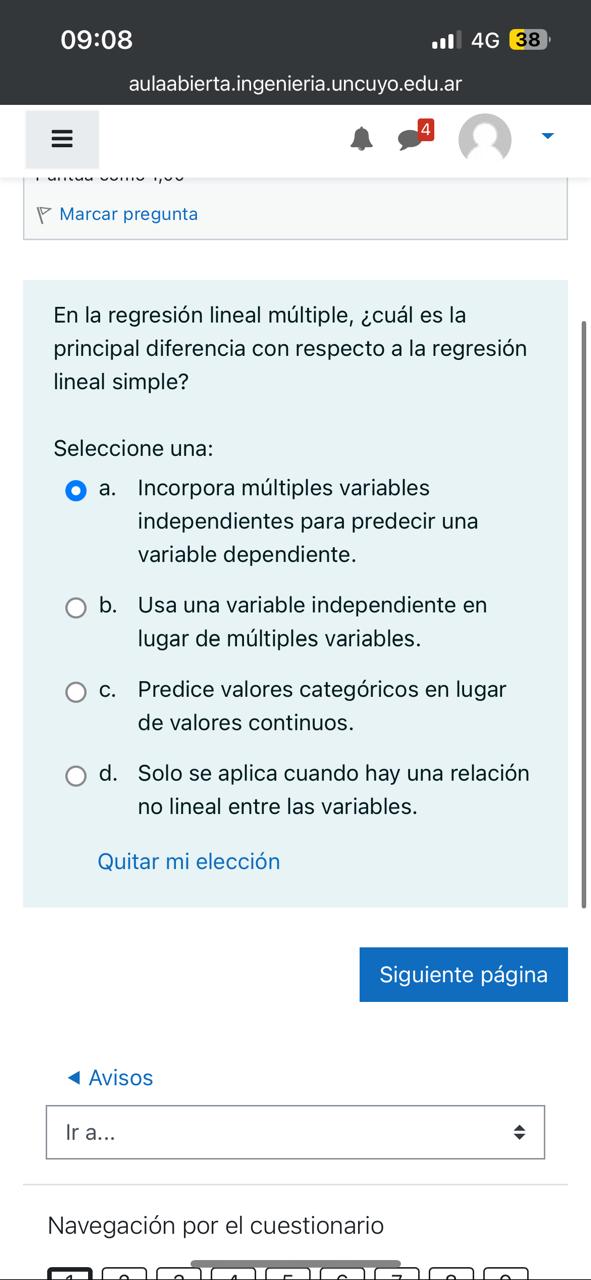 09:08
4G 38
aulaabierta.ingenieria.uncuyo.edu.ar
4
Marcar pregunta
En la regresión lineal múltiple, ¿cuál es la
principal diferencia con respecto a la regresión
lineal simple?
Seleccione una:
a. Incorpora múltiples variables
independientes para predecir una
variable dependiente.
b. Usa una variable independiente en
lugar de múltiples variables.
c. Predice valores categóricos en lugar
de valores continuos.
d. Solo se aplica cuando hay una relación
no lineal entre las variables.
Quitar mi elección
Siguiente página
◄ Avisos
Ir a...
Navegación por el cuestionario